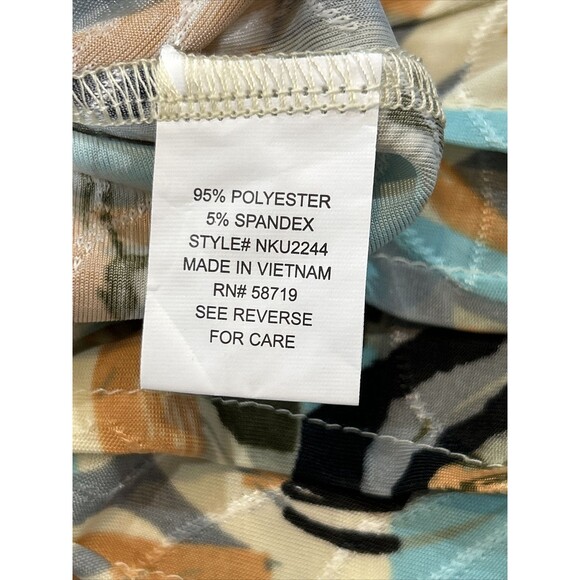 95% POLYESTER
5% SPANDEX
STYLE# NKU2244
MADE IN VIETNAM
RN# 58719
SEE REVERSE
FOR CARE